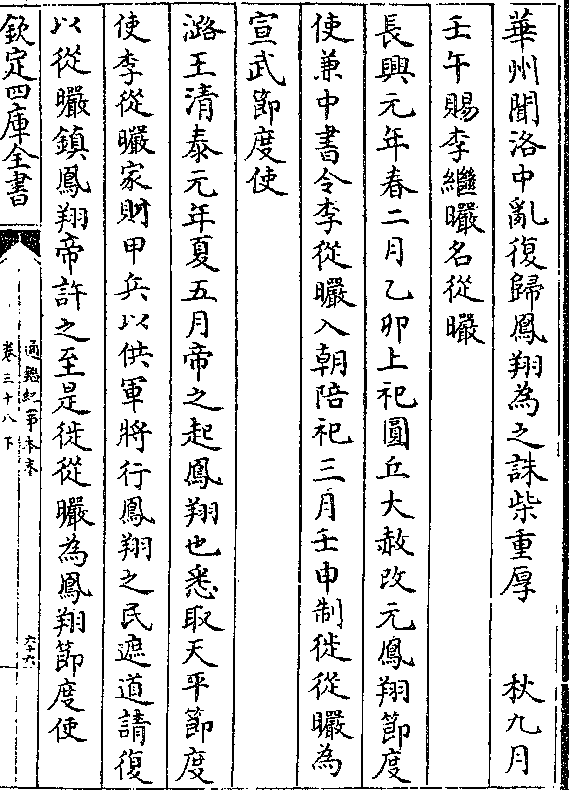 華州聞洛中亂復歸鳳翔為之誅柴重厚　秋九月
壬午賜李繼曮名從曮
長興元年春二月乙卯上祀圓丘大赦改元鳳翔節度
使兼中書令李從曮入朝陪祀三月壬申制徙從曮為
宣武節度使
潞王清泰元年夏五月帝之起鳳翔也悉取天平節度
使李從曮家財甲兵以供軍將行鳳翔之民遮道請復
以從曮鎮鳳翔帝許之至是徙從曮為鳳翔節度使
欽定四庫全書
通鑑紀事本末
卷三十八下
六十六